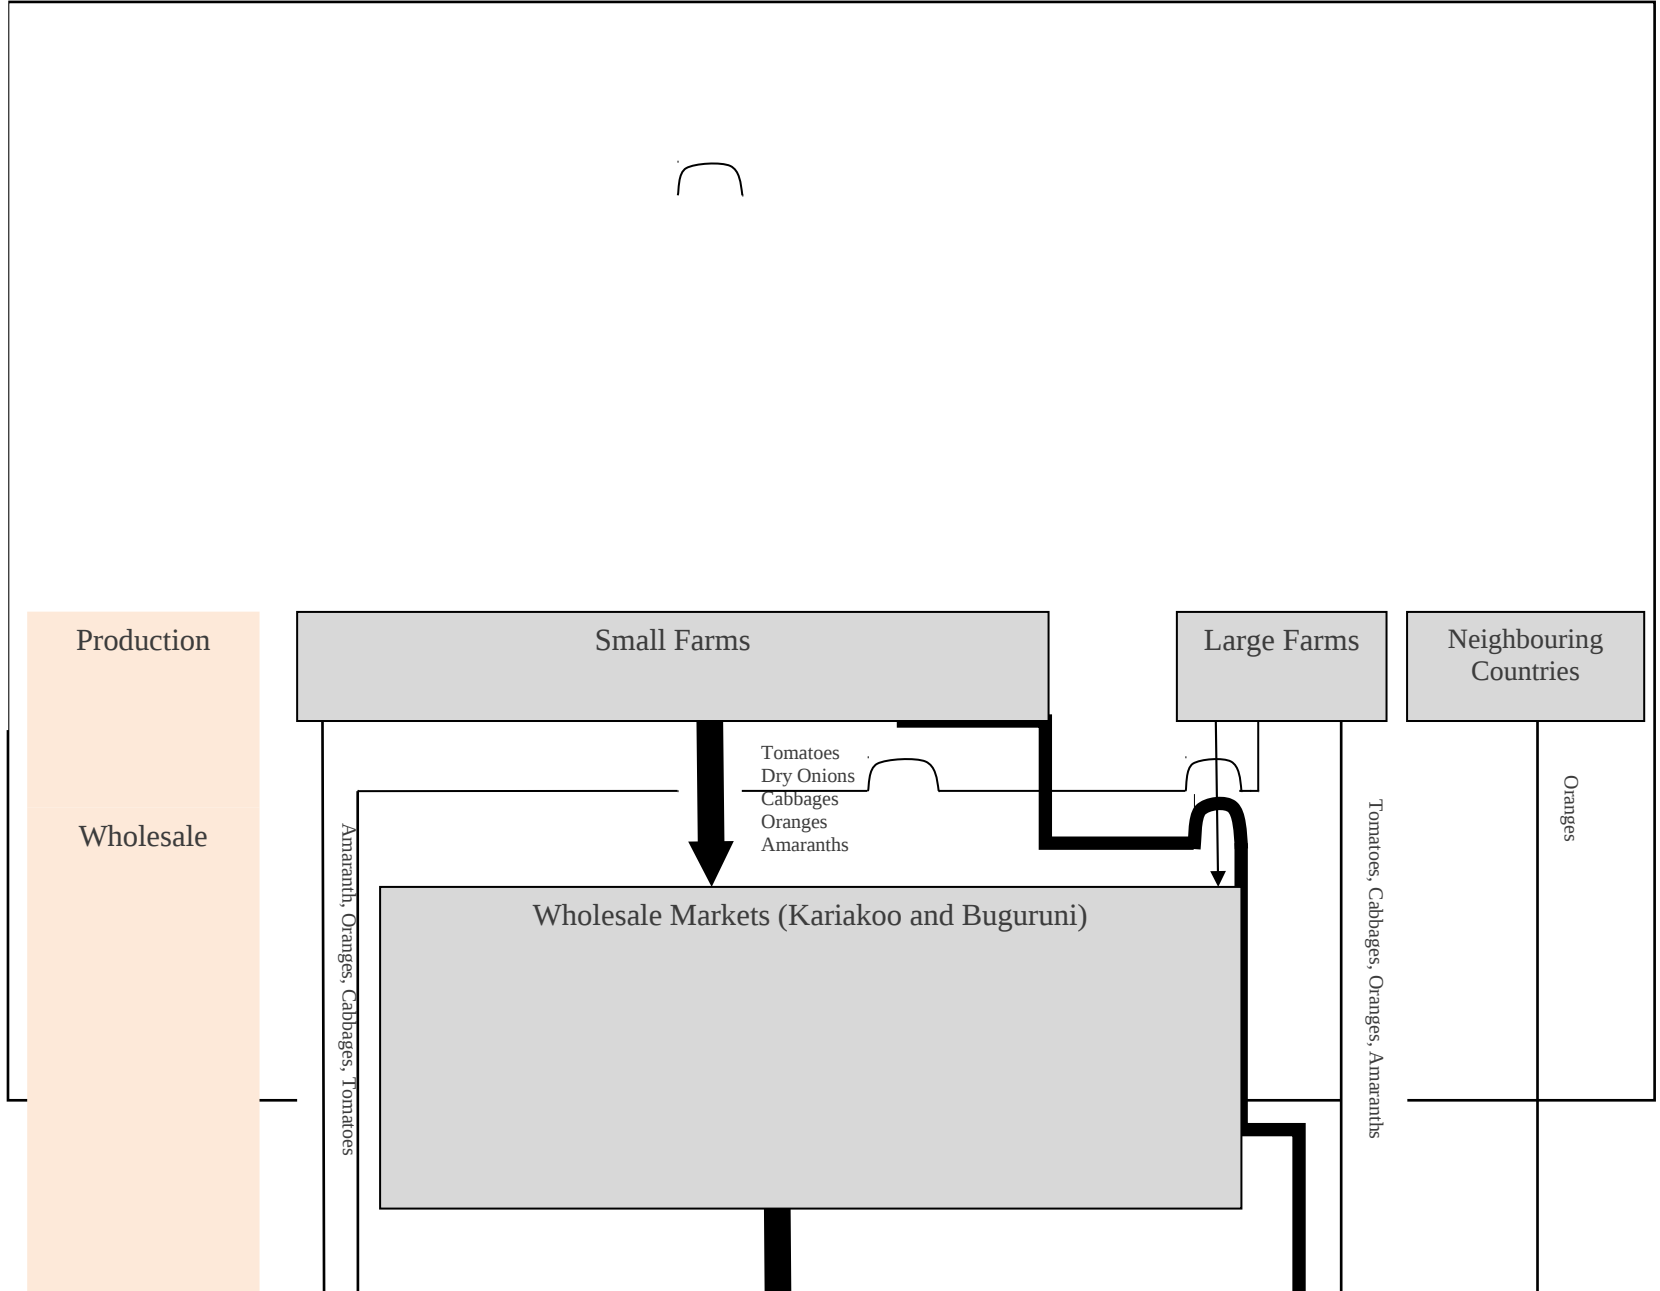 Production
Small Farms
Large Farms
Neighbouring
Countries
Tomatoes
Dry Onions
Cabbages
Oranges
Amaranths
Oranges
Tomatoes, Cabbages, Oranges, Amaranths
Amaranth, Oranges, Cabbages, Tomatoes
Wholesale
Wholesale Markets (Kariakoo and Buguruni)